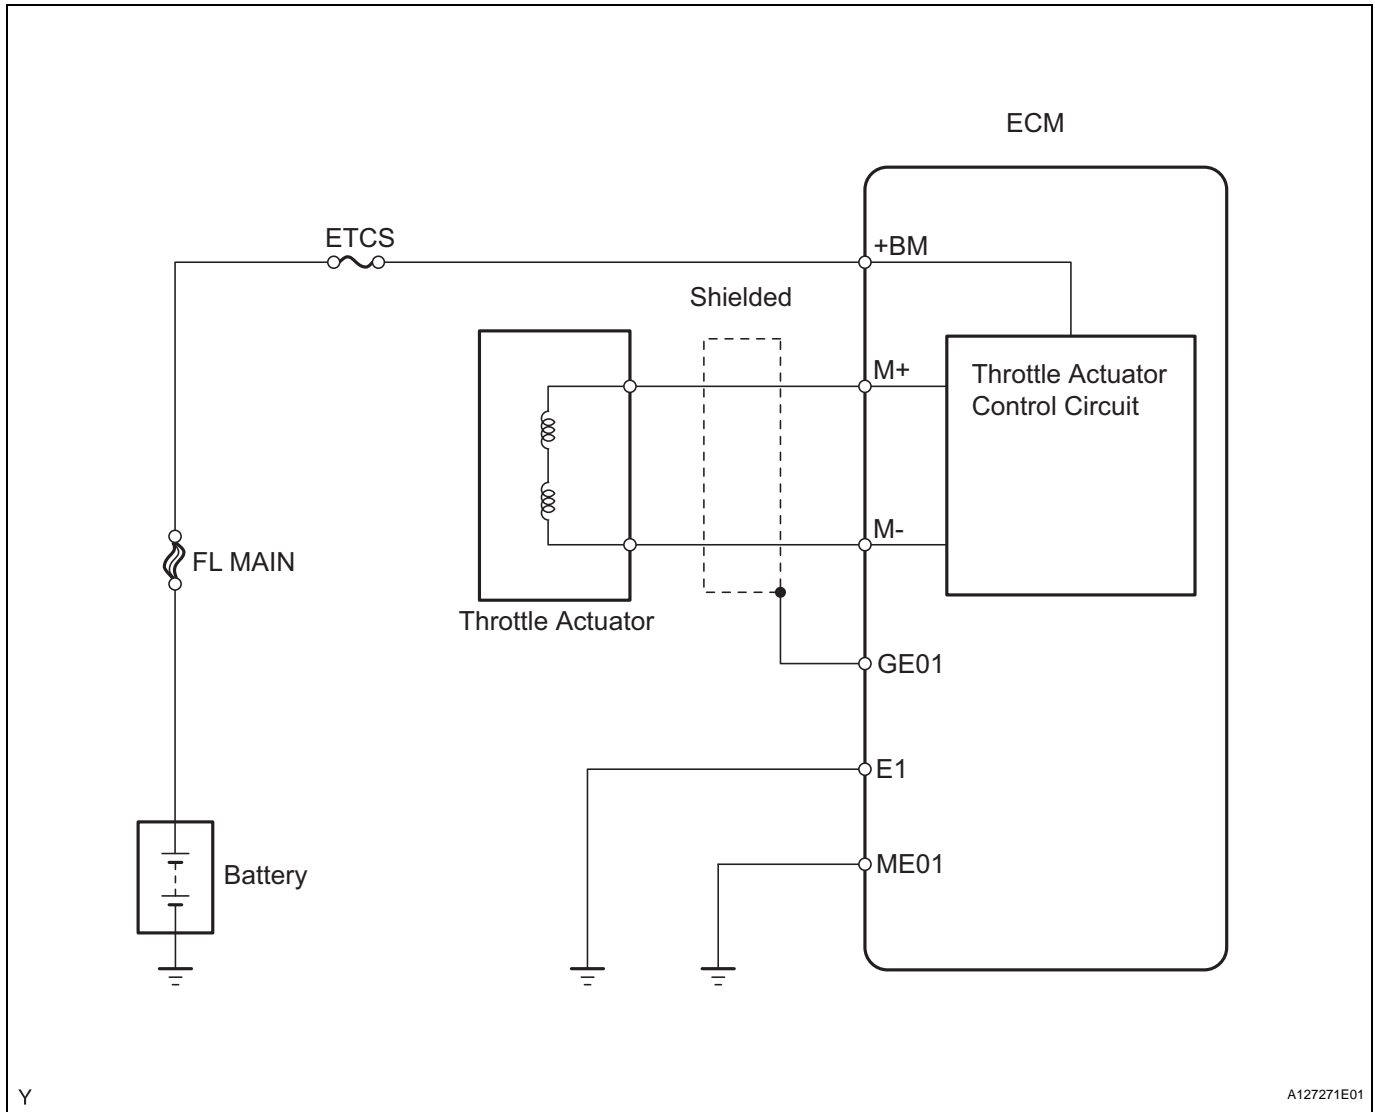 ECM
ETCS
+BM
Shielded
M+
Throttle Actuator
Control Circuit
M-
FL MAIN
Throttle Actuator
GE01
E1
ME01
Battery
Y
A127271E01